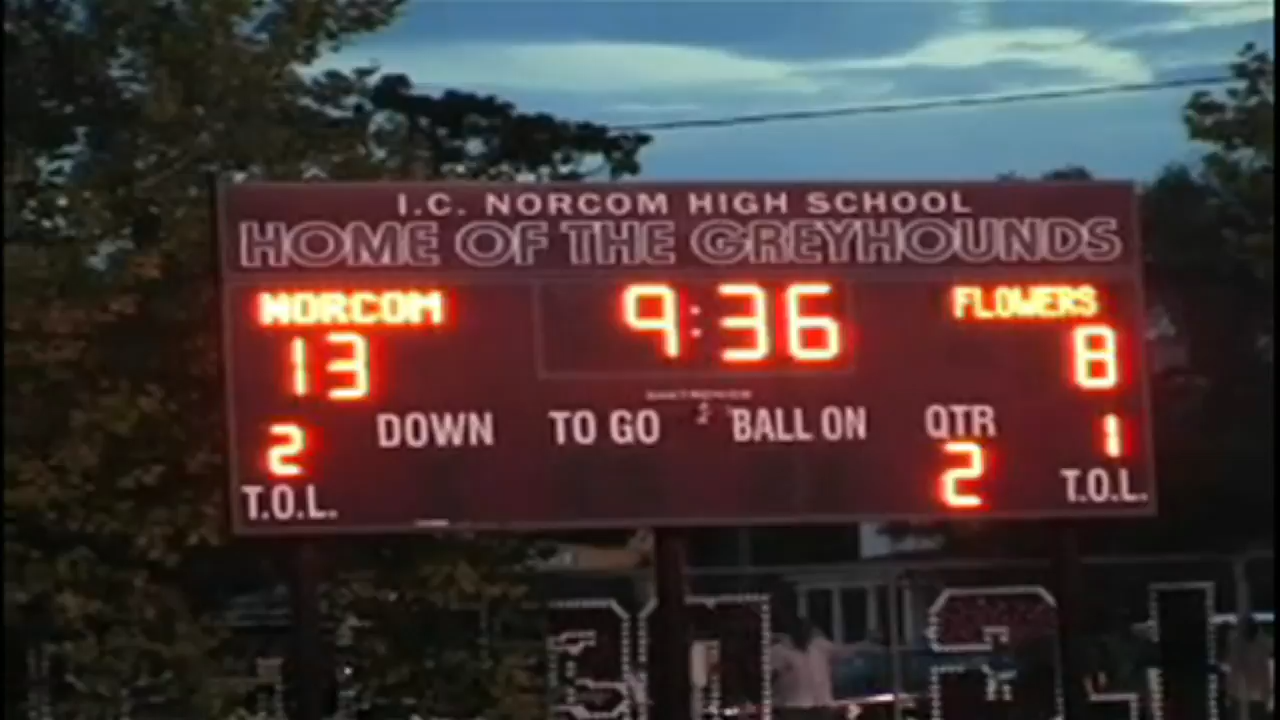 I.C. NORCOM HIGH SCHOOL
HOME OF THE GREYHOUNDS
NORCOM 9:36 FLOWERS
13 8
2 DOWN TO GO BALL ON QTR 1
T.O.L. 2 T.O.L.